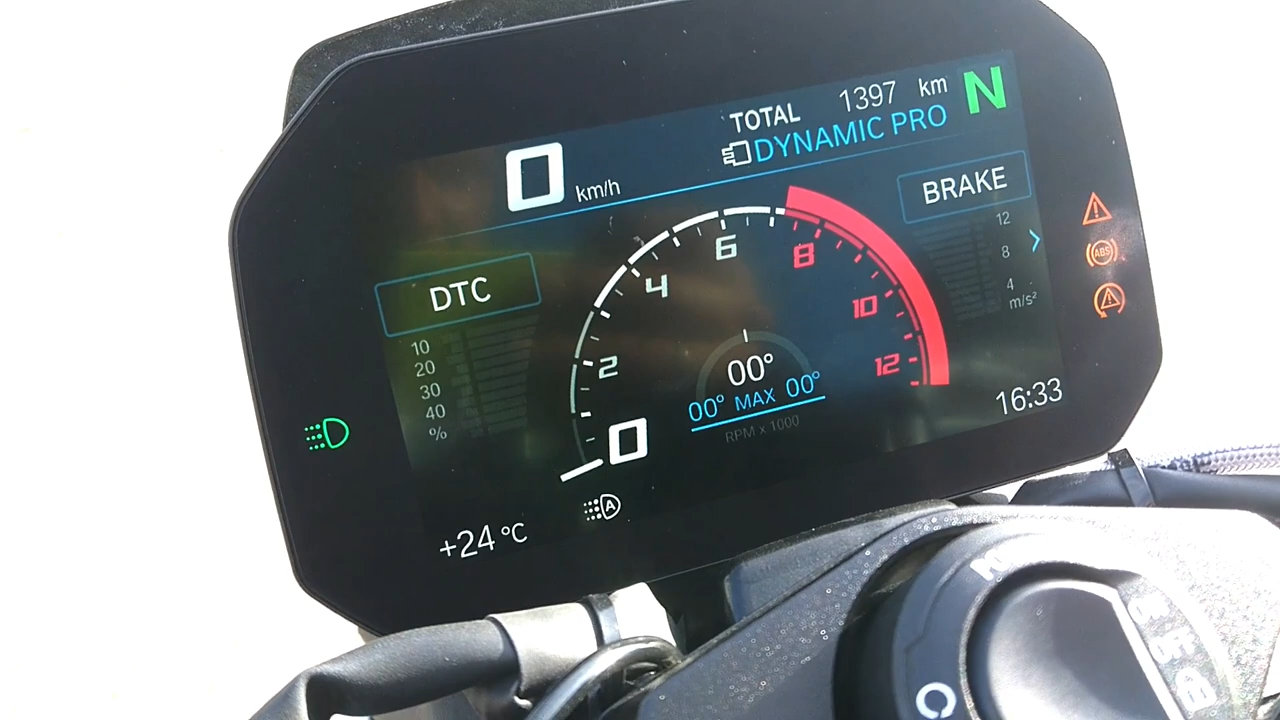 TOTAL 1397 km N
DYNAMIC PRO
0 km/h
BRAKE
12
8
4
m/s²
ABS
DTC
10
20
30
40
%
0
2
4
6
8
10
12
00°
00° MAX 00°
RPM x 1000
16:33
A
+24 °C